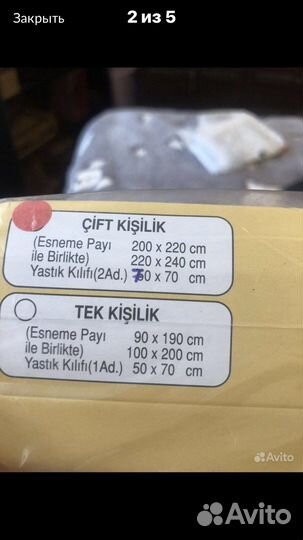 Закрыть
2 из 5
ÇİFT KİŞİLİK
(Esneme Payı 200 x 220 cm
ile Birlikte) 220 x 240 cm
Yastık Kılıfı(2Ad.) 70 x 70 cm
TEK KİŞİLİK
(Esneme Payı 90 x 190 cm
ile Birlikte) 100 x 200 cm
Yastık Kılıfı(1Ad.) 50 x 70 cm
Avito
Avito